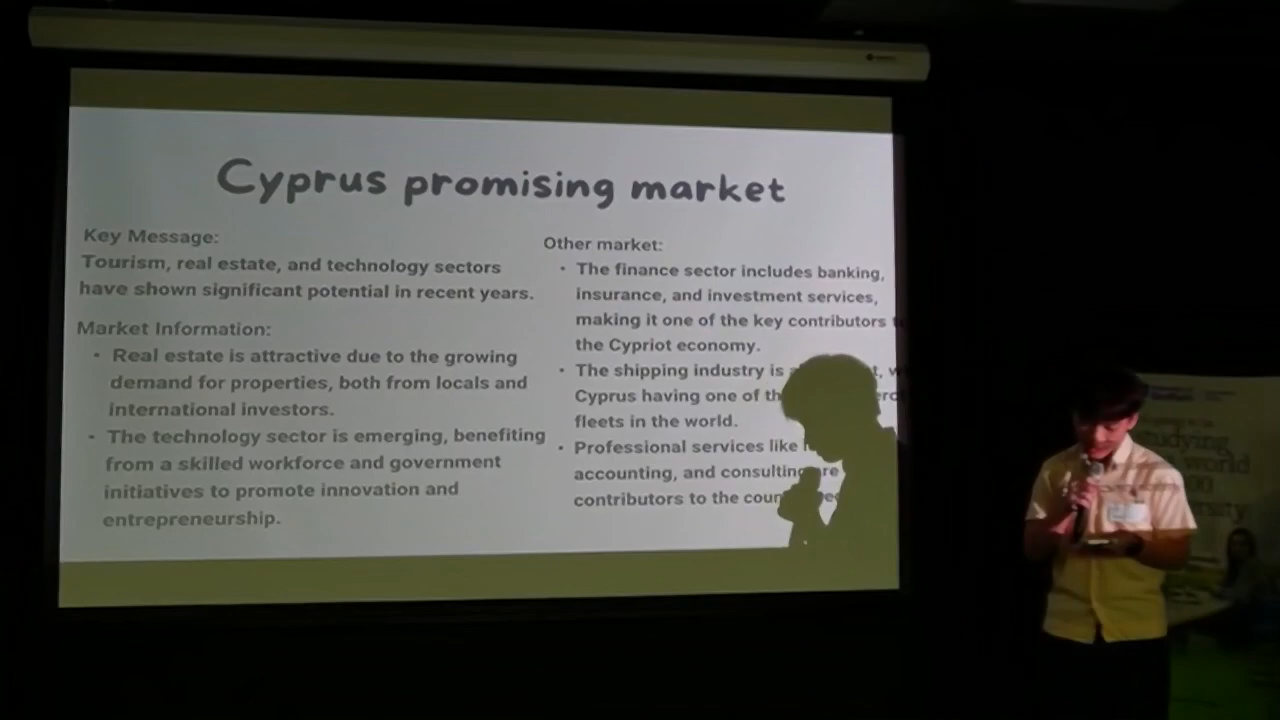 Cyprus promising market
Key Message:
Tourism, real estate, and technology sectors
have shown significant potential in recent years.
Market Information:
• Real estate is attractive due to the growing
demand for properties, both from locals and
international investors.
• The technology sector is emerging, benefiting
from a skilled workforce and government
initiatives to promote innovation and
entrepreneurship.
Other market:
• The finance sector includes banking,
insurance, and investment services,
making it one of the key contributors
the Cypriot economy.
• The shipping industry is
Cyprus having one of
fleets in the world.
• Professional services like
accounting, and consulting are
contributors to the
studying
world